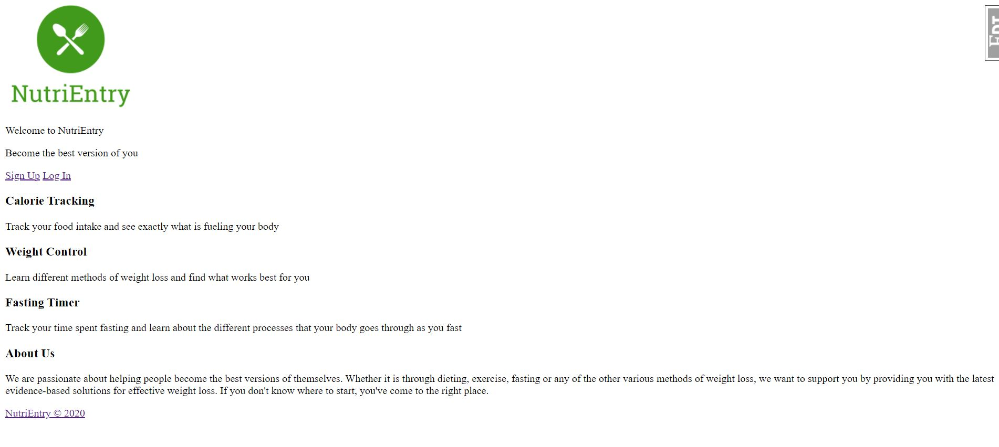 NutriEntry
Welcome to NutriEntry
Become the best version of you
Sign Up Log In
Calorie Tracking
Track your food intake and see exactly what is fueling your body
Weight Control
Learn different methods of weight loss and find what works best for you
Fasting Timer
Track your time spent fasting and learn about the different processes that your body goes through as you fast
About Us
We are passionate about helping people become the best versions of themselves. Whether it is through dieting, exercise, fasting or any of the other various methods of weight loss, we want to support you by providing you with the latest
evidence-based solutions for effective weight loss. If you don't know where to start, you've come to the right place.
NutriEntry © 2020